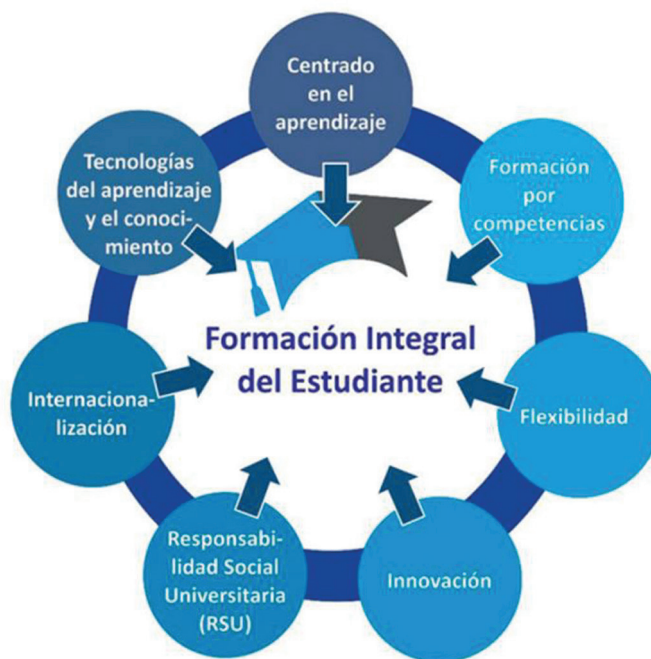 Centrado
en el
aprendizaje
Formación
por
competencias
Flexibilidad
Innovación
Responsabi-
lidad Social
Universitaria
(RSU)
Internaciona-
lización
Tecnologías
del aprendizaje
y el conoci-
miento
Formación Integral
del Estudiante